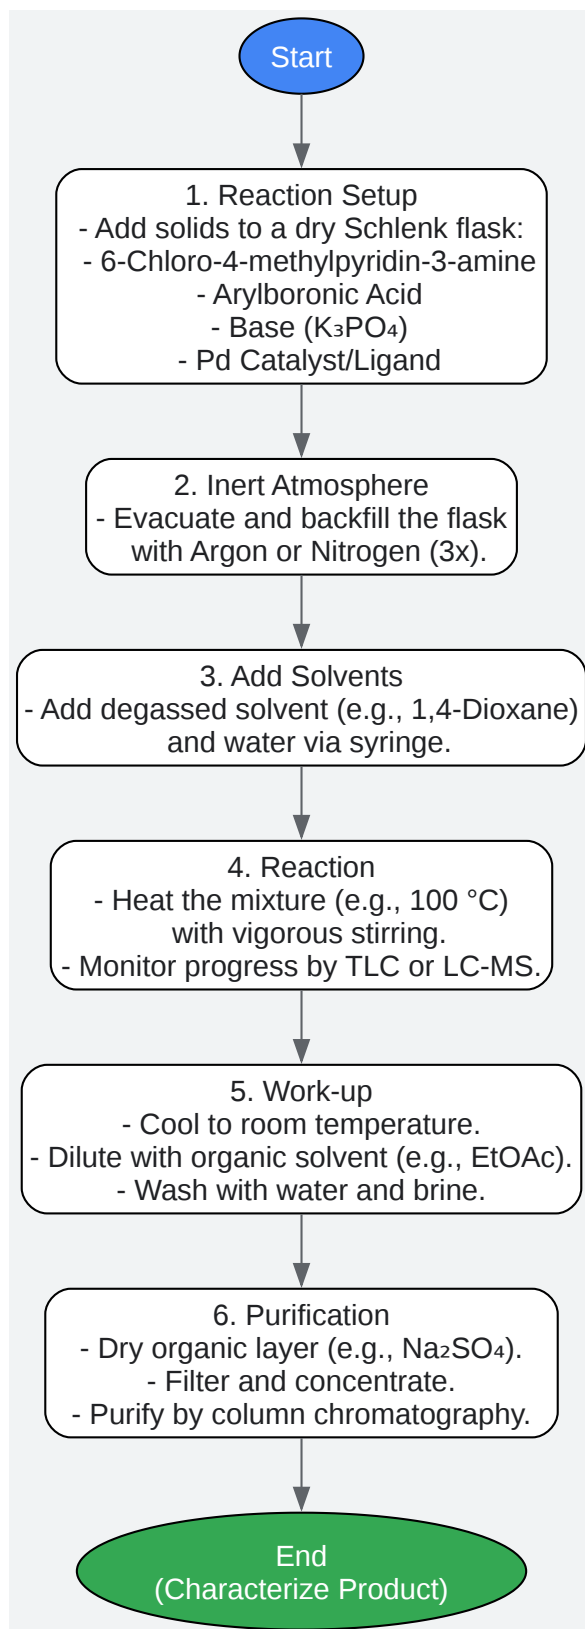 Start
1. Reaction Setup
- Add solids to a dry Schlenk flask:
- 6-Chloro-4-methylpyridin-3-amine
- Arylboronic Acid
- Base (K₃PO₄)
- Pd Catalyst/Ligand
2. Inert Atmosphere
- Evacuate and backfill the flask
with Argon or Nitrogen (3x).
3. Add Solvents
- Add degassed solvent (e.g., 1,4-Dioxane)
and water via syringe.
4. Reaction
- Heat the mixture (e.g., 100 °C)
with vigorous stirring.
- Monitor progress by TLC or LC-MS.
5. Work-up
- Cool to room temperature.
- Dilute with organic solvent (e.g., EtOAc).
- Wash with water and brine.
6. Purification
- Dry organic layer (e.g., Na₂SO₄).
- Filter and concentrate.
- Purify by column chromatography.
End
(Characterize Product)